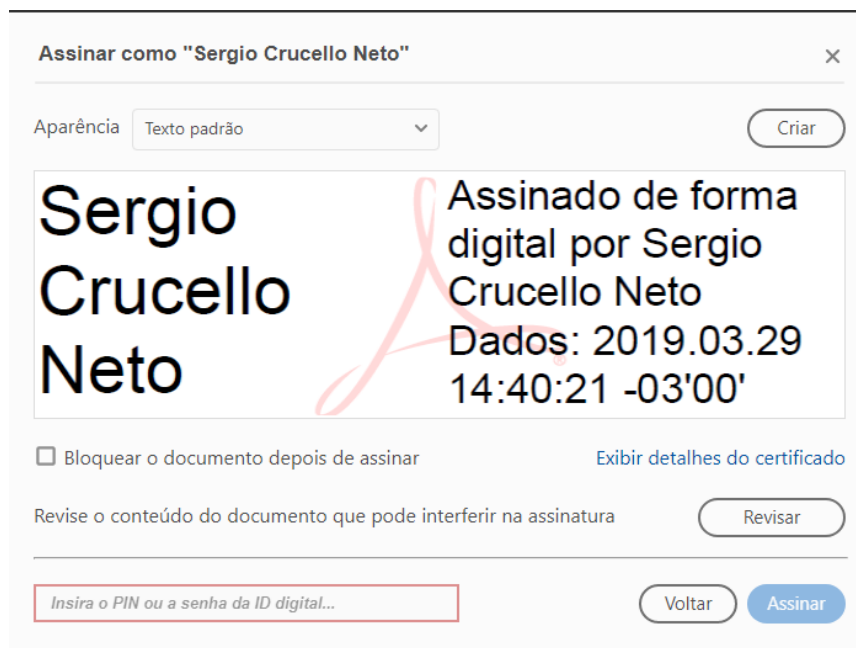 Assinar como "Sergio Crucello Neto"
Aparência
Texto padrão
Criar
Sergio
Crucello
Neto
Assinado de forma
digital por Sergio
Crucello Neto
Dados: 2019.03.29
14:40:21 -03'00'
Bloquear o documento depois de assinar
Exibir detalhes do certificado
Revise o conteúdo do documento que pode interferir na assinatura
Revisar
Insira o PIN ou a senha da ID digital...
Voltar
Assinar